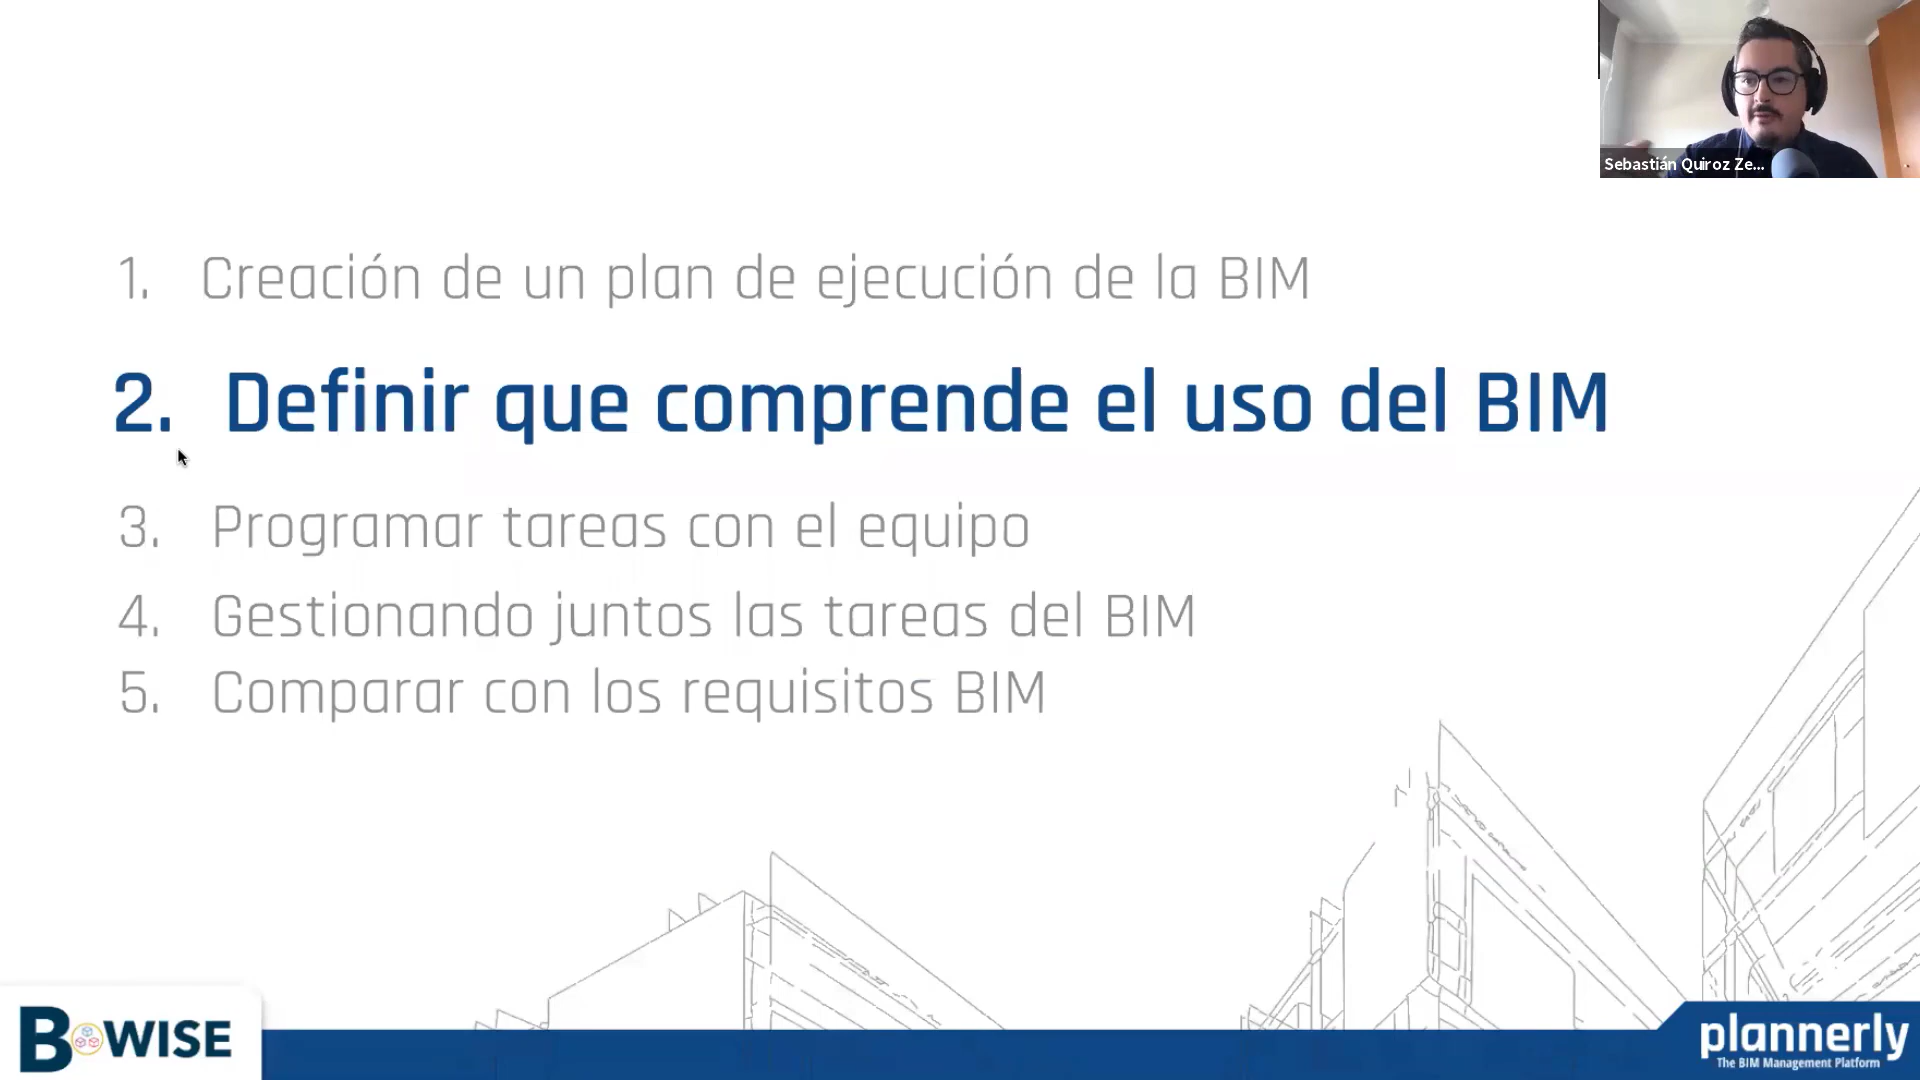 Sebastián Quiroz Ze...
1. Creación de un plan de ejecución de la BIM
2. Definir que comprende el uso del BIM
3. Programar tareas con el equipo
4. Gestionando juntos las tareas del BIM
5. Comparar con los requisitos BIM
B WISE
plannerly
The BIM Management Platform